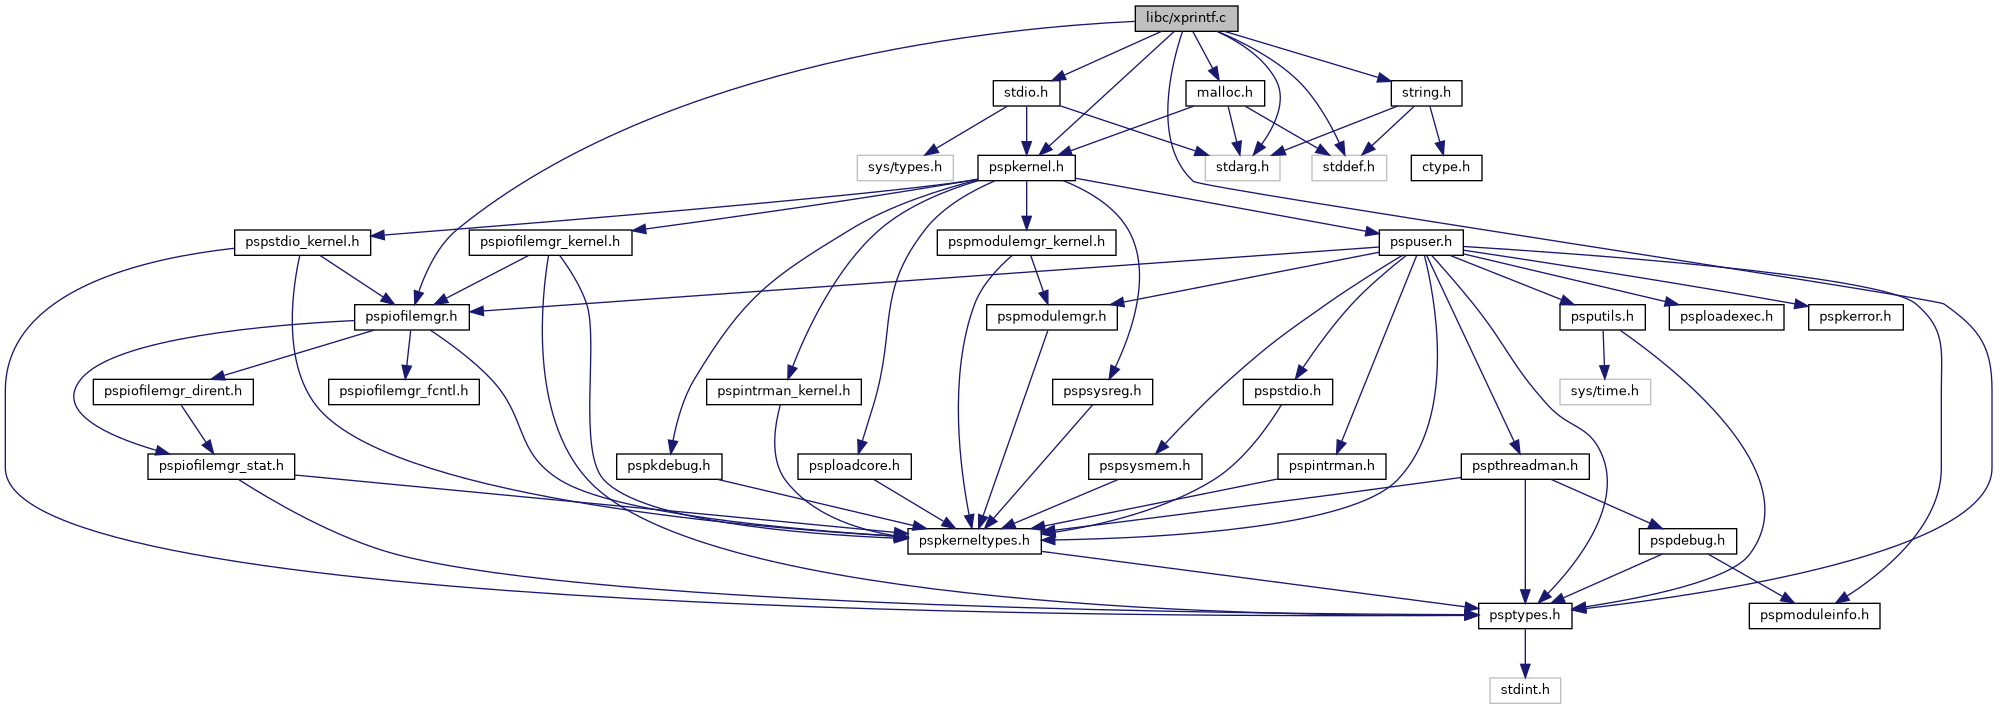 libc/xprintf.c
stdio.h
malloc.h
string.h
sys/types.h
pspkernel.h
stdarg.h
stddef.h
ctype.h
pspstdio_kernel.h
pspiofilemgr_kernel.h
pspmodulemgr_kernel.h
pspuser.h
pspiofilemgr.h
pspmodulemgr.h
psputils.h
psploadexec.h
pspkerror.h
pspiofilemgr_dirent.h
pspiofilemgr_fcntl.h
pspintrman_kernel.h
pspsysreg.h
pspstdio.h
sys/time.h
pspiofilemgr_stat.h
pspkdebug.h
psploadcore.h
pspsysmem.h
pspintrman.h
pspthreadman.h
pspkerneltypes.h
pspdebug.h
psptypes.h
pspmoduleinfo.h
stdint.h